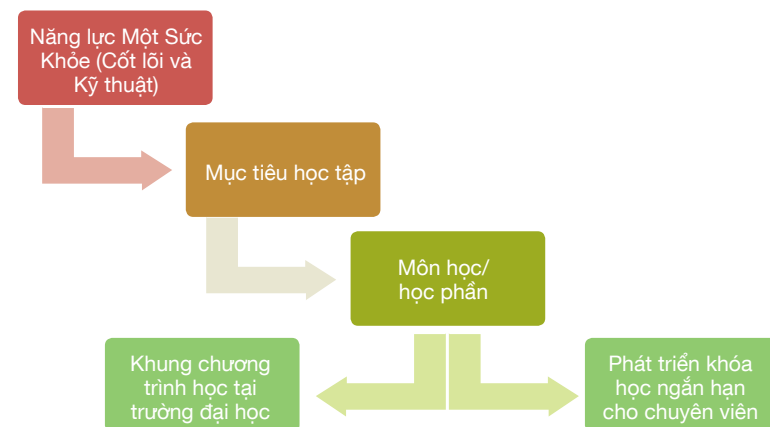 Năng lực Một Sức
Khỏe (Cốt lõi và
Kỹ thuật)
Mục tiêu học tập
Môn học/
học phần
Khung chương
trình học tại
trường đại học
Phát triển khóa
học ngắn hạn
cho chuyên viên